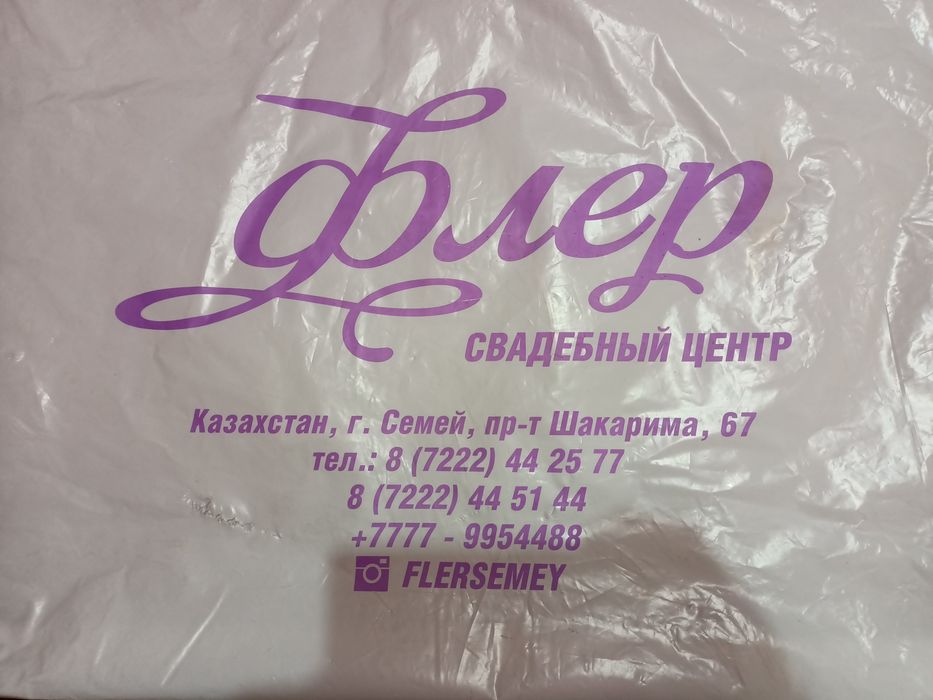 Флер
СВАДЕБНЫЙ ЦЕНТР
Казахстан, г. Семей, пр-т Шакарима, 67
тел.: 8 (7222) 44 25 77
8 (7222) 44 51 44
+7777 - 9954488
FLERSEMEY